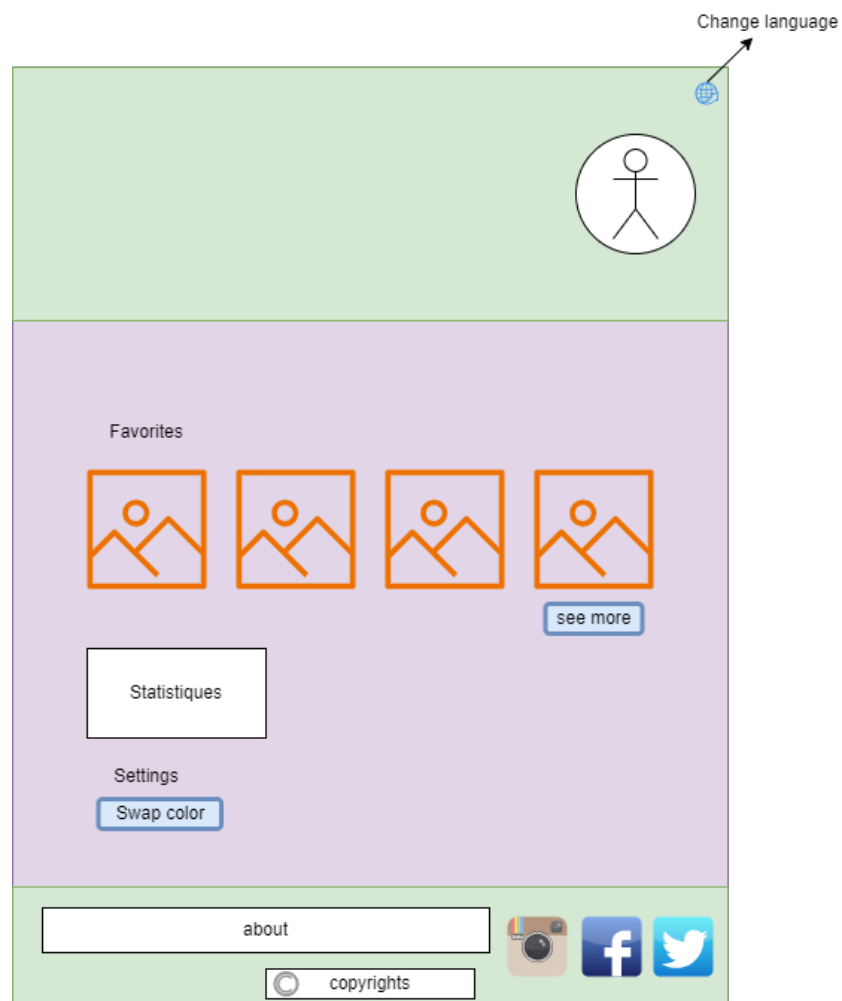 Change language
Favorites
see more
Statistiques
Settings
Swap color
about
© copyrights